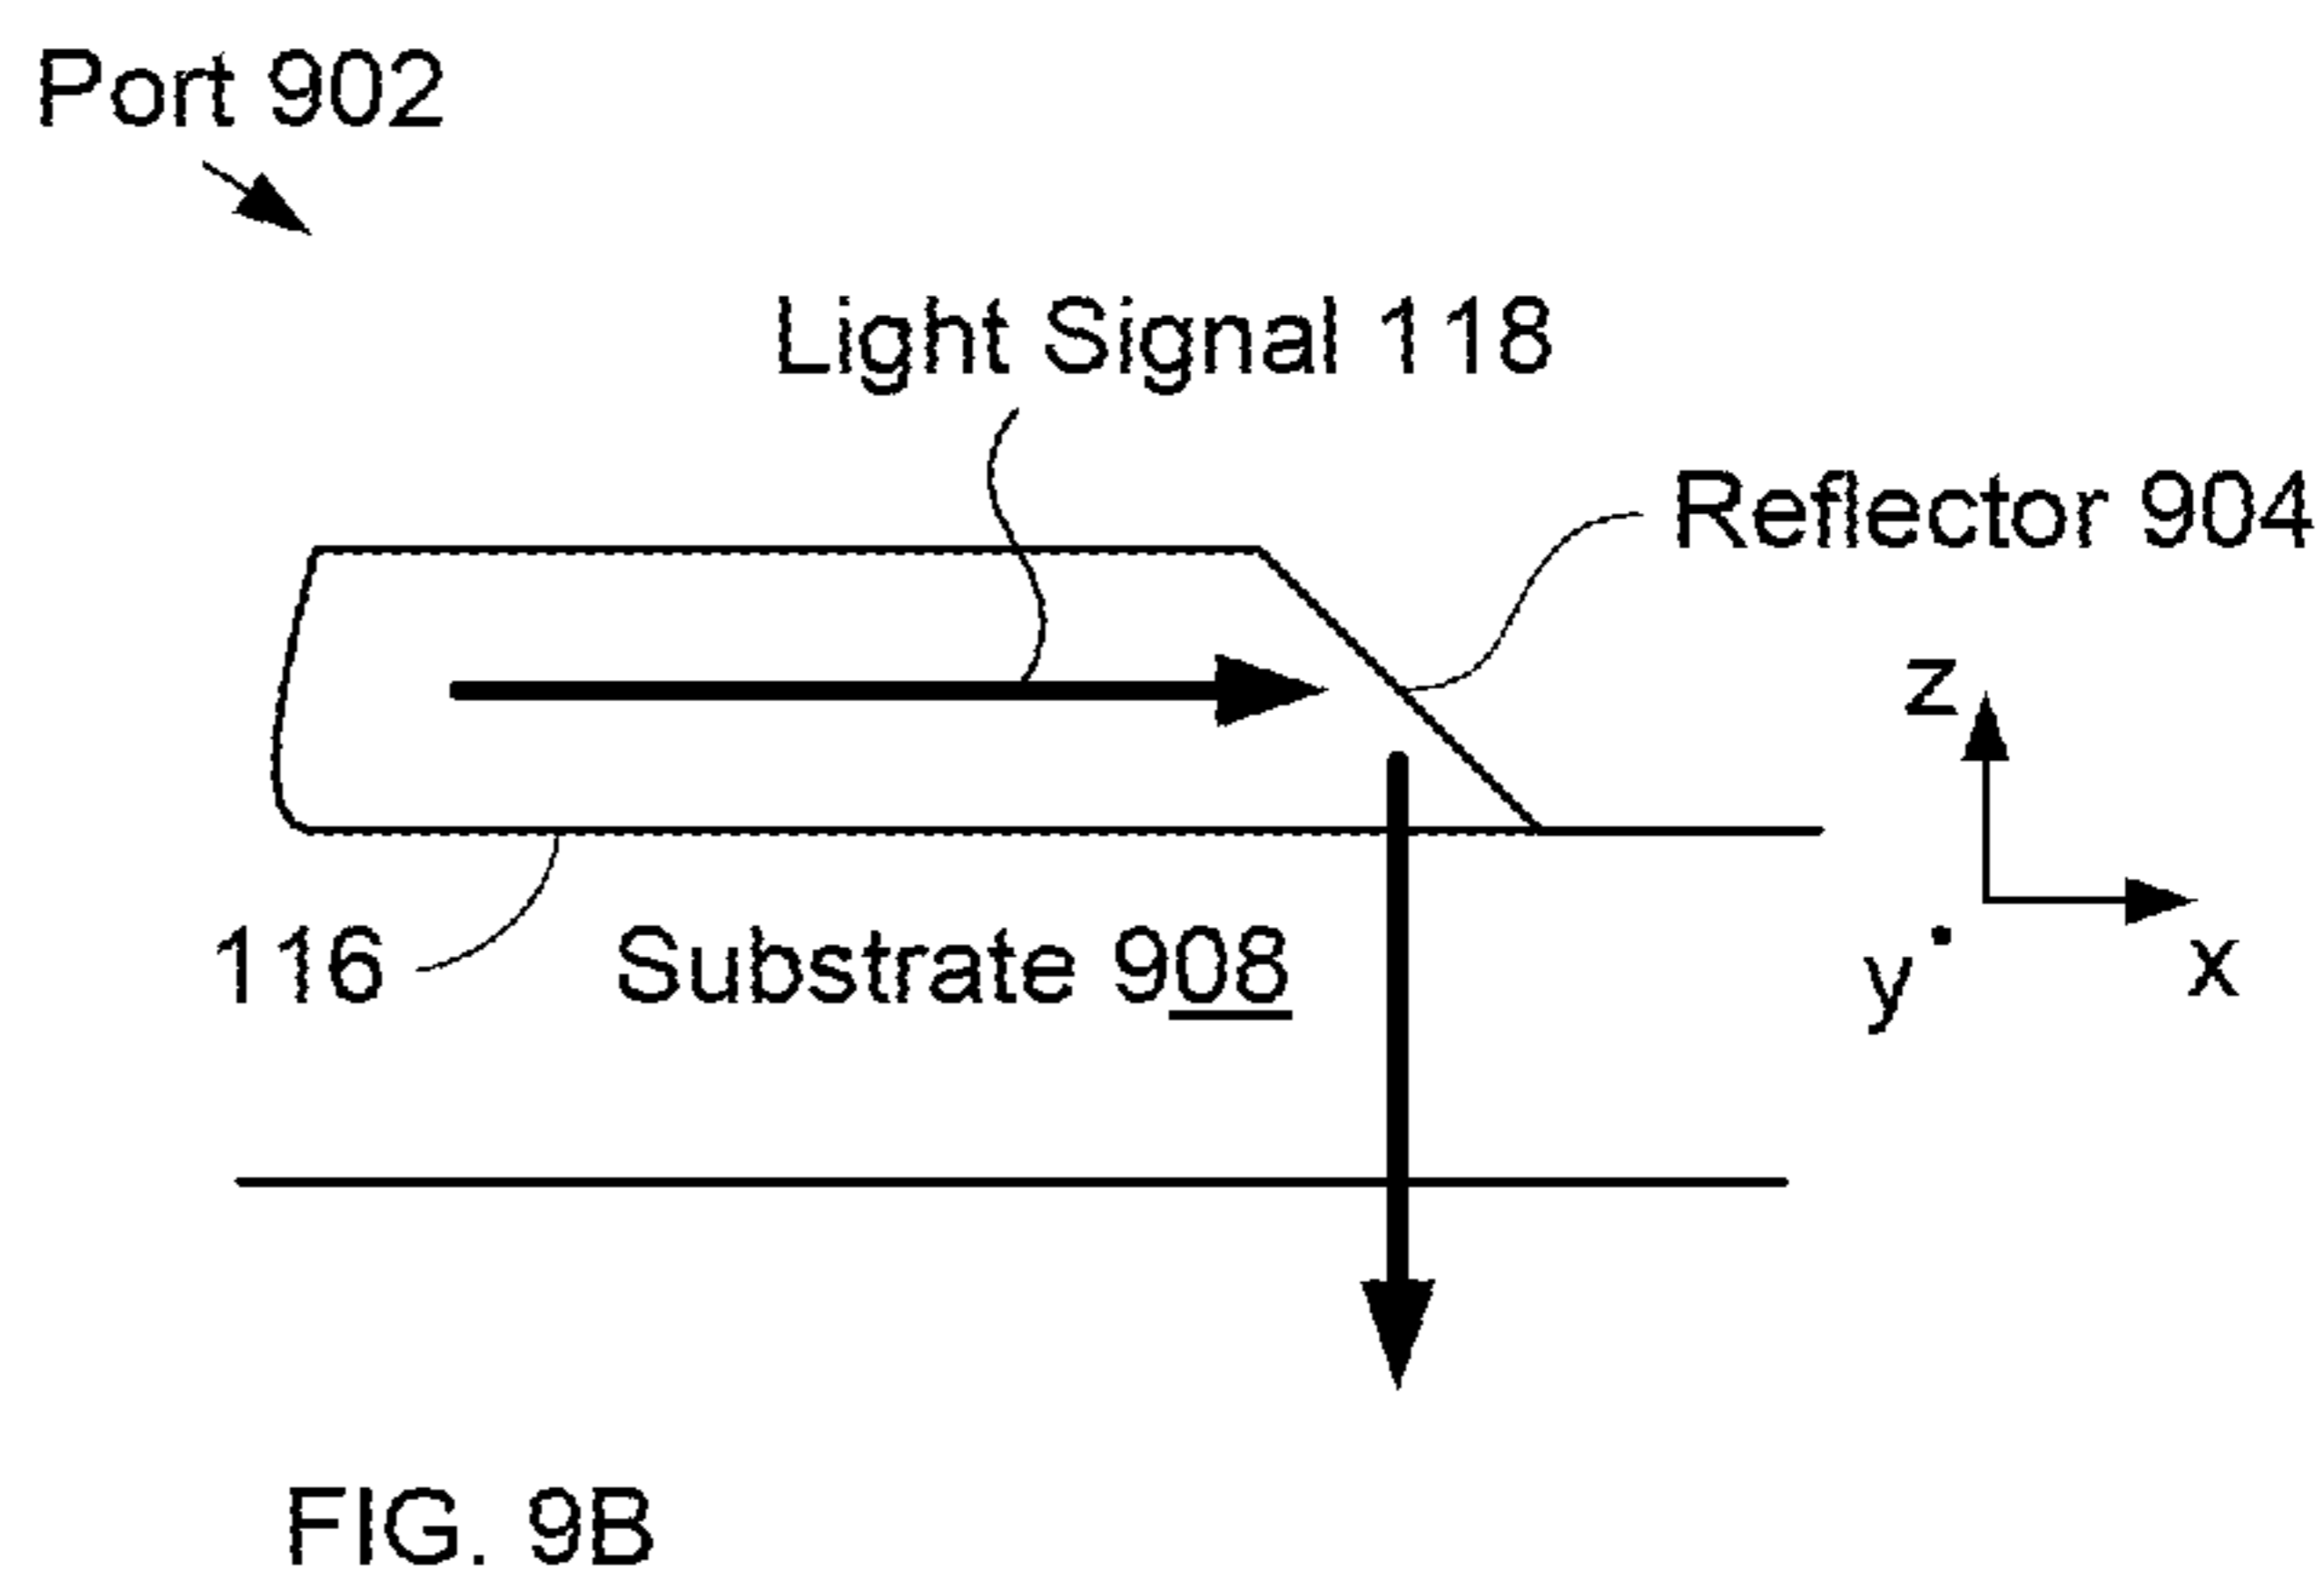 Port 902
Light Signal 118
Reflector 904
z
116
Substrate 908
y
x
FIG. 9B